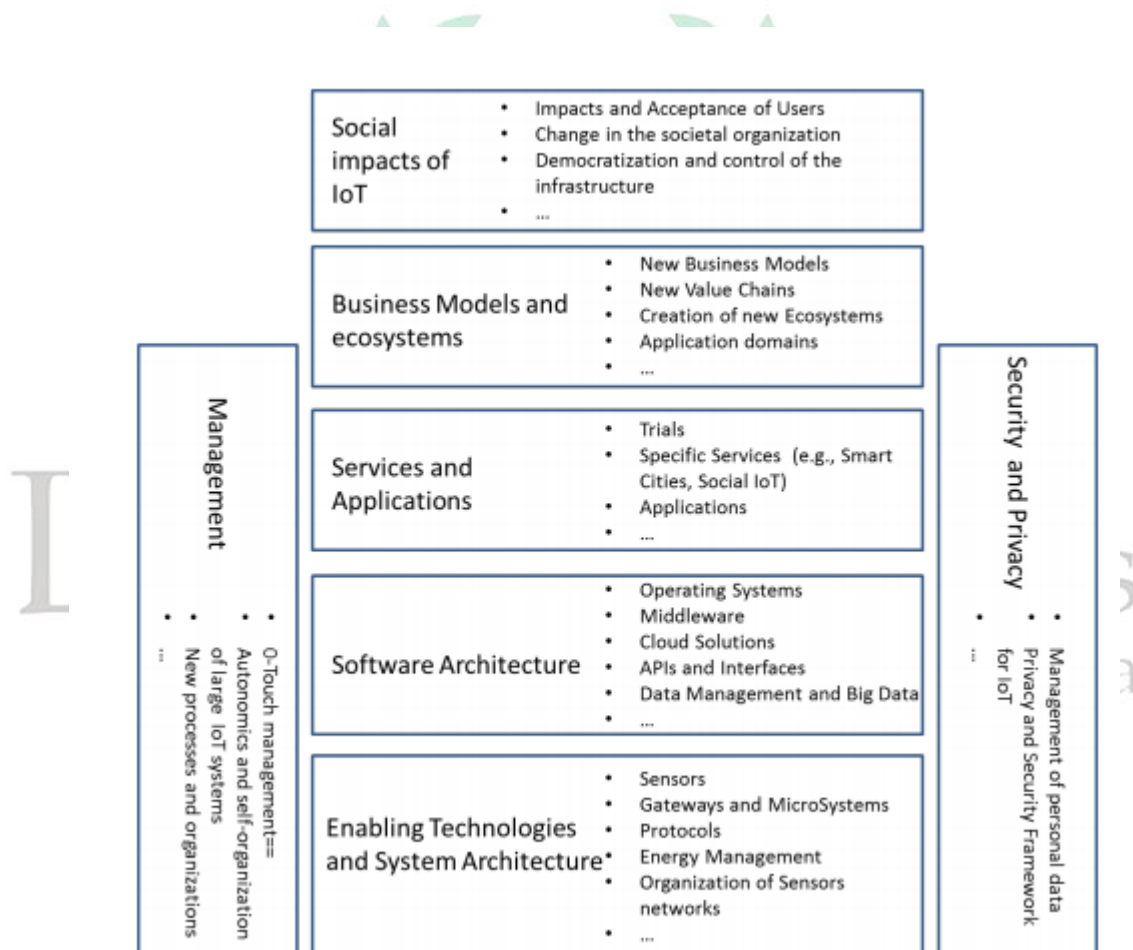 Social
impacts of
IoT
• Impacts and Acceptance of Users
• Change in the societal organization
• Democratization and control of the
infrastructure
• ...
Business Models and
ecosystems
• New Business Models
• New Value Chains
• Creation of new Ecosystems
• Application domains
• ...
Services and
Applications
• Trials
• Specific Services (e.g., Smart
Cities, Social IoT)
• Applications
• ...
Software Architecture
• Operating Systems
• Middleware
• Cloud Solutions
• APIs and Interfaces
• Data Management and Big Data
• ...
Enabling Technologies
and System Architecture
• Sensors
• Gateways and MicroSystems
• Protocols
• Energy Management
• Organization of Sensors
networks
• ...
Management
• 0-Touch management==
• Autonomics and self-organization
of large IoT systems
• New processes and organizations
• ...
Security and Privacy
• Management of personal data
• Privacy and Security Framework
for IoT
• ...